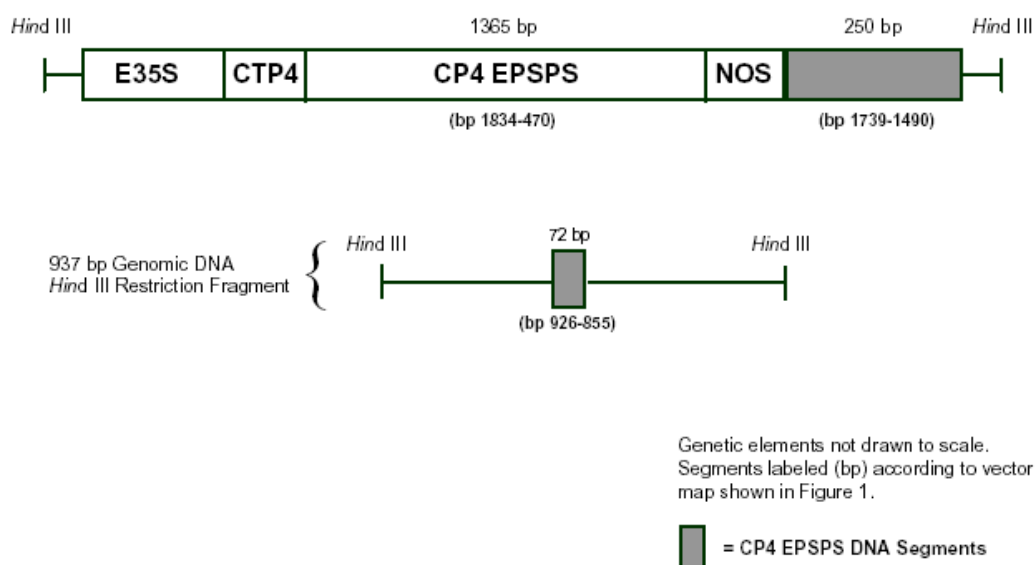 Hind III
1365 bp
250 bp
Hind III
E35S
CTP4
CP4 EPSPS
NOS
(bp 1834-470)
(bp 1739-1490)
937 bp Genomic DNA
Hind III Restriction Fragment
Hind III
72 bp
Hind III
(bp 926-855)
Genetic elements not drawn to scale.
Segments labeled (bp) according to vector
map shown in Figure 1.
= CP4 EPSPS DNA Segments